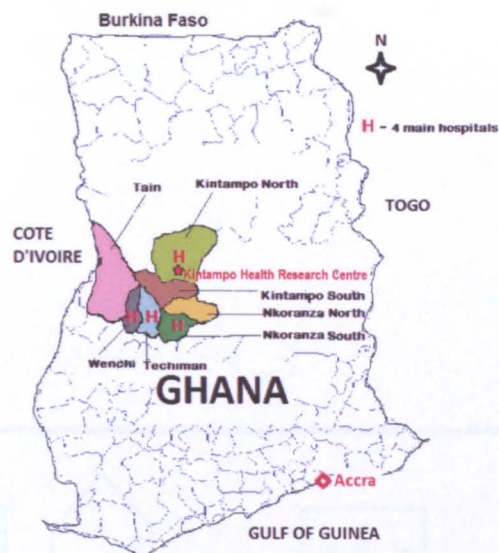 Burkina Faso
N
H - 4 main hospitals
Tain
Kintampo North
TOGO
COTE
D'IVOIRE
H
Kintampo Health Research Centre
Kintampo South
Nkoranza North
H
H
H
Nkoranza South
Wenchi
Techiman
GHANA
Accra
GULF OF GUINEA